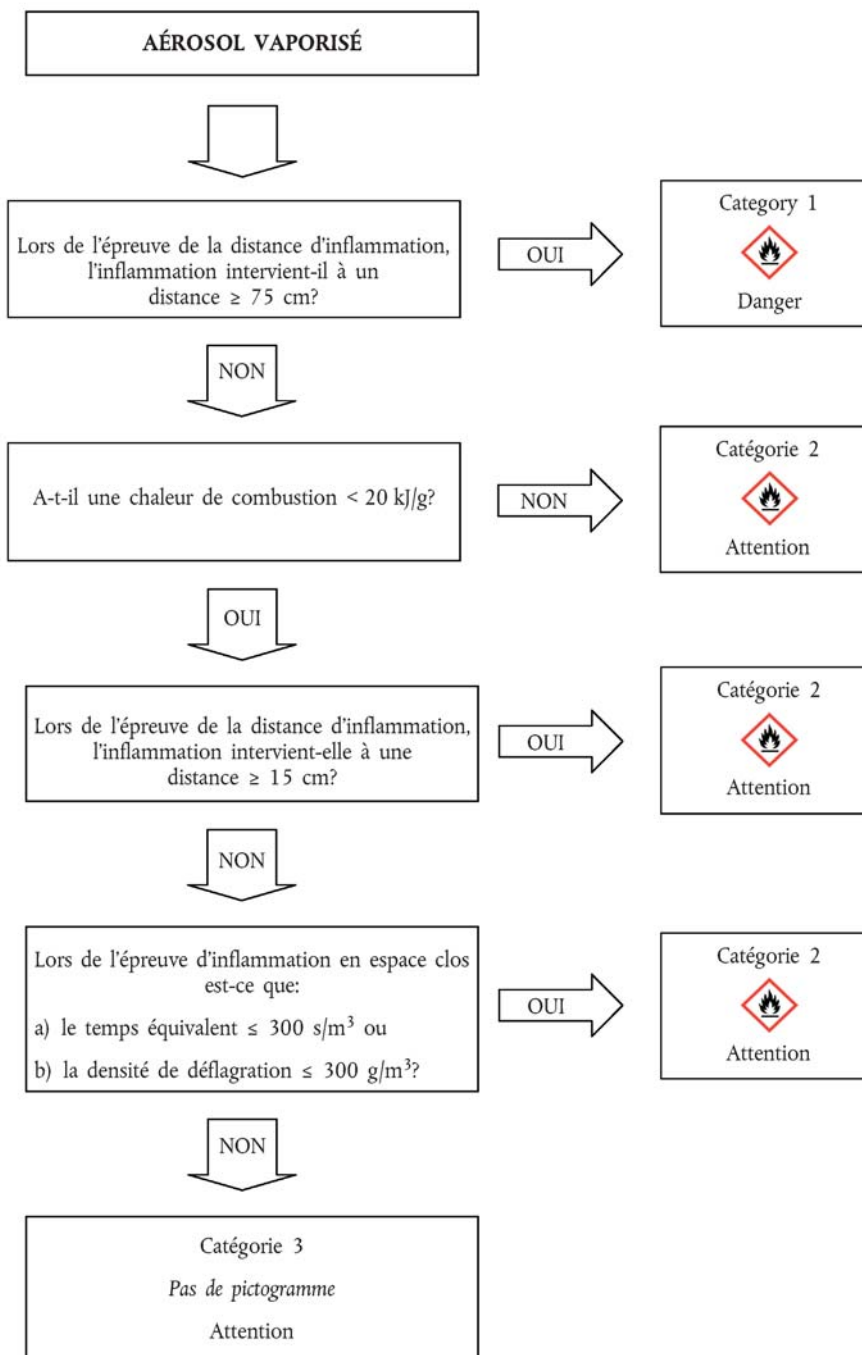 AÉROSOL VAPORISÉ
Lors de l'épreuve de la distance d'inflammation,
l'inflammation intervient-il à un
distance ≥ 75 cm?
OUI
Category 1
Danger
NON
A-t-il une chaleur de combustion < 20 kJ/g?
NON
Catégorie 2
Attention
OUI
Lors de l'épreuve de la distance d'inflammation,
l'inflammation intervient-elle à une
distance ≥ 15 cm?
OUI
Catégorie 2
Attention
NON
Lors de l'épreuve d'inflammation en espace clos
est-ce que:
a) le temps équivalent ≤ 300 s/m³ ou
b) la densité de déflagration ≤ 300 g/m³?
OUI
Catégorie 2
Attention
NON
Catégorie 3
Pas de pictogramme
Attention